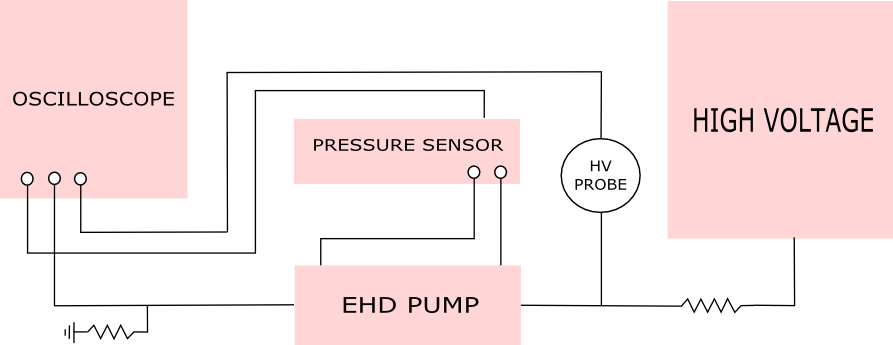 OSCILLOSCOPE
PRESSURE SENSOR
HV
PROBE
HIGH VOLTAGE
EHD PUMP